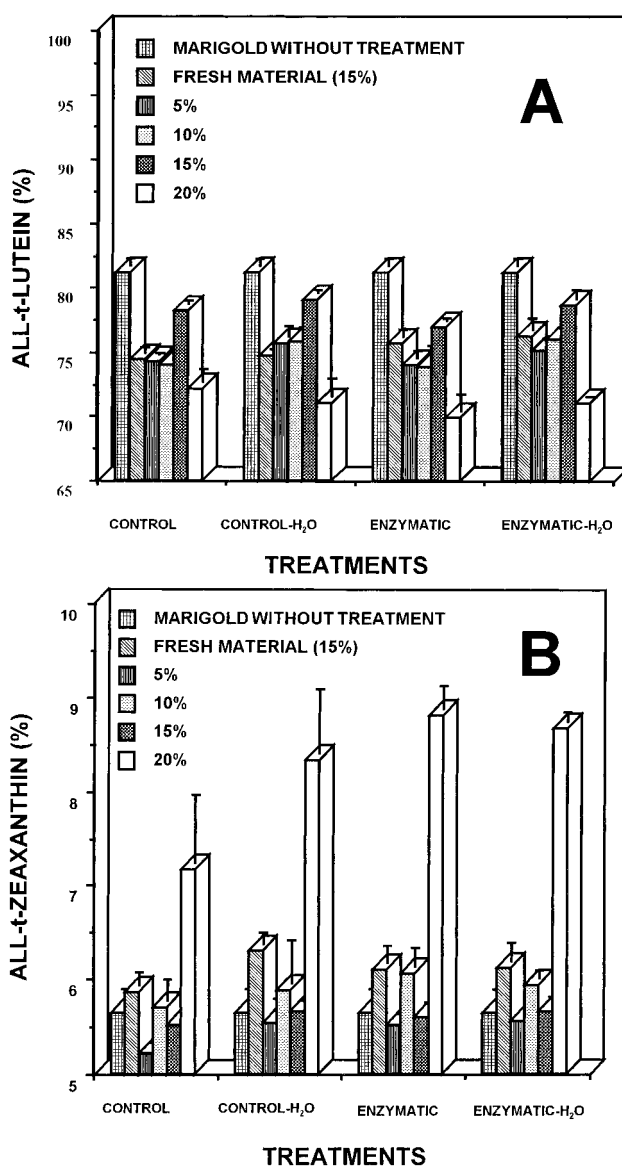 100
95
90
85
80
75
70
65
ALL-t-LUTEIN (%)
MARIGOLD WITHOUT TREATMENT
FRESH MATERIAL (15%)
5%
10%
15%
20%
A
CONTROL
CONTROL-H₂O
ENZYMATIC
ENZYMATIC-H₂O
TREATMENTS
10
9
8
7
6
5
ALL-t-ZEAXANTHIN (%)
MARIGOLD WITHOUT TREATMENT
FRESH MATERIAL (15%)
5%
10%
15%
20%
B
CONTROL
CONTROL-H₂O
ENZYMATIC
ENZYMATIC-H₂O
TREATMENTS